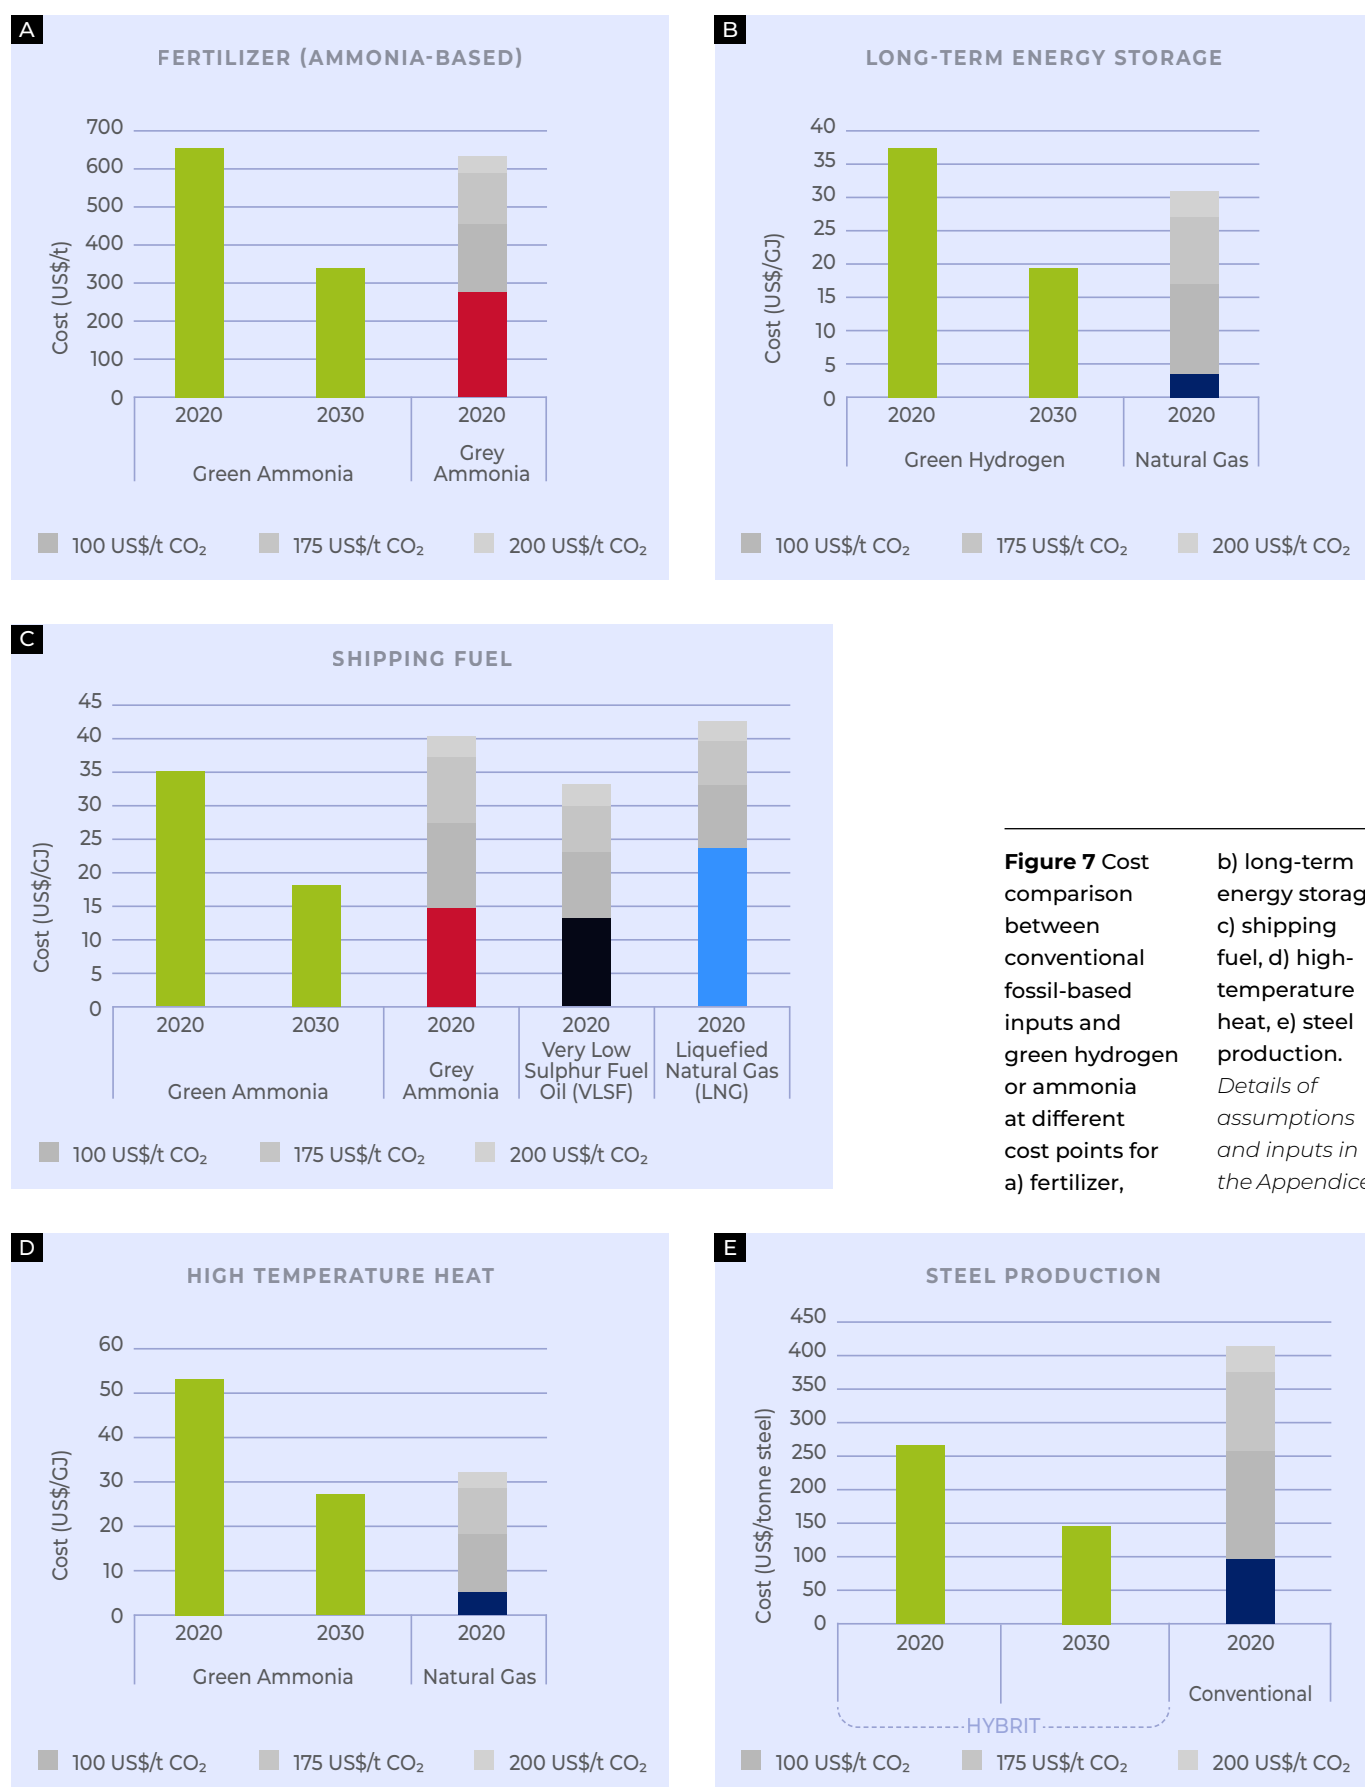 A
FERTILIZER (AMMONIA-BASED)
Cost (US$/t)
700
600
500
400
300
200
100
0
2020
2030
2020
Green Ammonia
Grey
Ammonia
100 US$/t CO₂
175 US$/t CO₂
200 US$/t CO₂
B
LONG-TERM ENERGY STORAGE
Cost (US$/GJ)
40
35
30
25
20
15
10
5
0
2020
2030
2020
Green Hydrogen
Natural Gas
100 US$/t CO₂
175 US$/t CO₂
200 US$/t CO₂
C
SHIPPING FUEL
Cost (US$/GJ)
45
40
35
30
25
20
15
10
5
0
2020
2030
2020
2020
2020
Green Ammonia
Grey
Ammonia
Very Low
Sulphur Fuel
Oil (VLSF)
Liquefied
Natural Gas
(LNG)
100 US$/t CO₂
175 US$/t CO₂
200 US$/t CO₂
Figure 7 Cost
comparison
between
conventional
fossil-based
inputs and
green hydrogen
or ammonia
at different
cost points for
a) fertilizer,
b) long-term
energy storag
c) shipping
fuel, d) high-
temperature
heat, e) steel
production.
Details of
assumptions
and inputs in
the Appendice
D
HIGH TEMPERATURE HEAT
Cost (US$/GJ)
60
50
40
30
20
10
0
2020
2030
2020
Green Ammonia
Natural Gas
100 US$/t CO₂
175 US$/t CO₂
200 US$/t CO₂
E
STEEL PRODUCTION
Cost (US$/tonne steel)
450
400
350
300
250
200
150
100
50
0
2020
2030
2020
Conventional
HYBRIT
100 US$/t CO₂
175 US$/t CO₂
200 US$/t CO₂